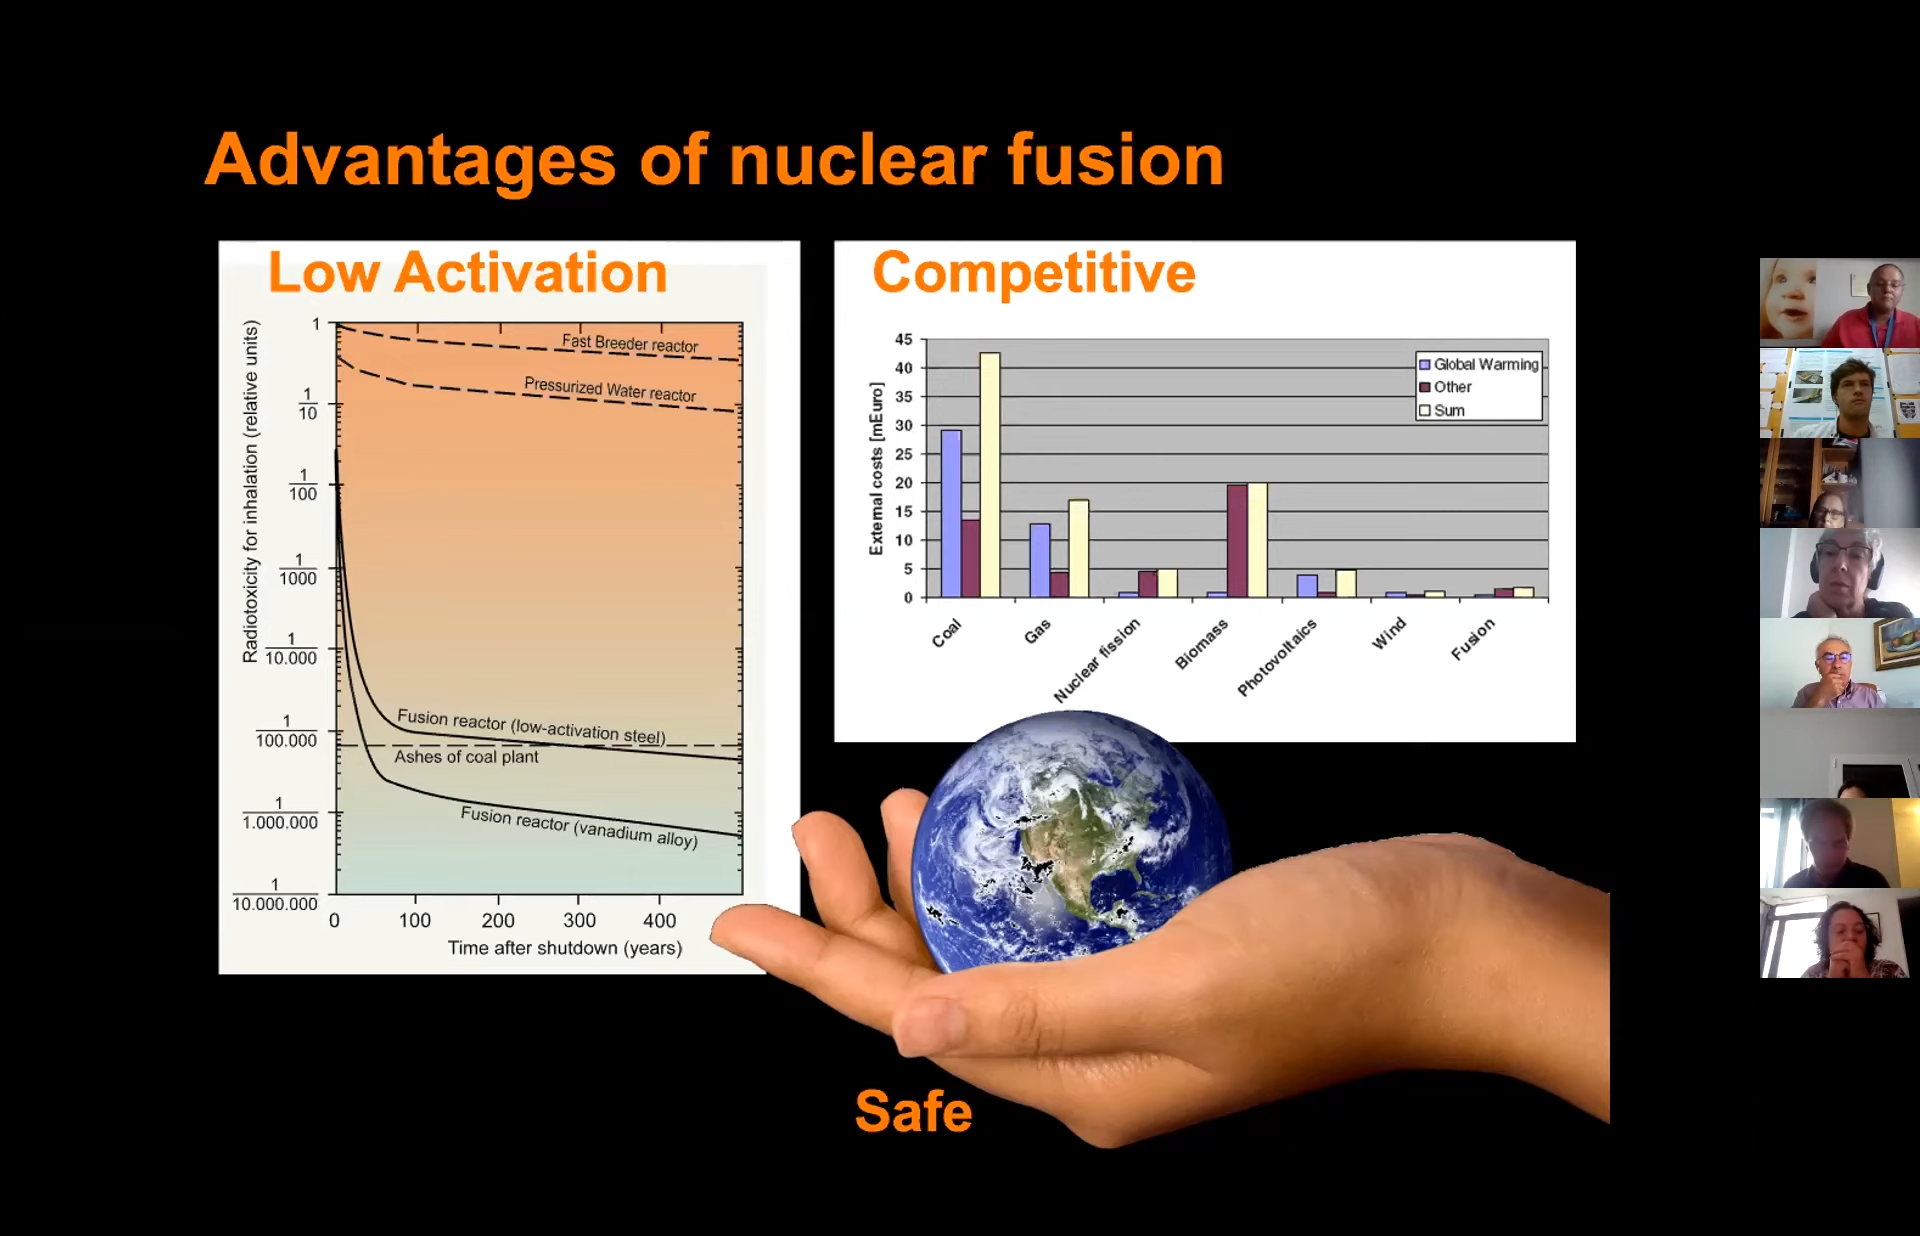 Advantages of nuclear fusion
Low Activation
Radiotoxicity for inhalation (relative units)
1
1
10
1
100
1
1000
1
10.000
1
100.000
1
1.000.000
1
10.000.000
Fast Breeder reactor
Pressurized Water reactor
Fusion reactor (low-activation steel)
Ashes of coal plant
Fusion reactor (vanadium alloy)
0 100 200 300 400
Time after shutdown (years)
Competitive
External costs [mEuro]
45
40
35
30
25
20
15
10
5
0
Global Warming
Other
Sum
Coal
Gas
Nuclear fission
Biomass
Photovoltaics
Wind
Fusion
Safe